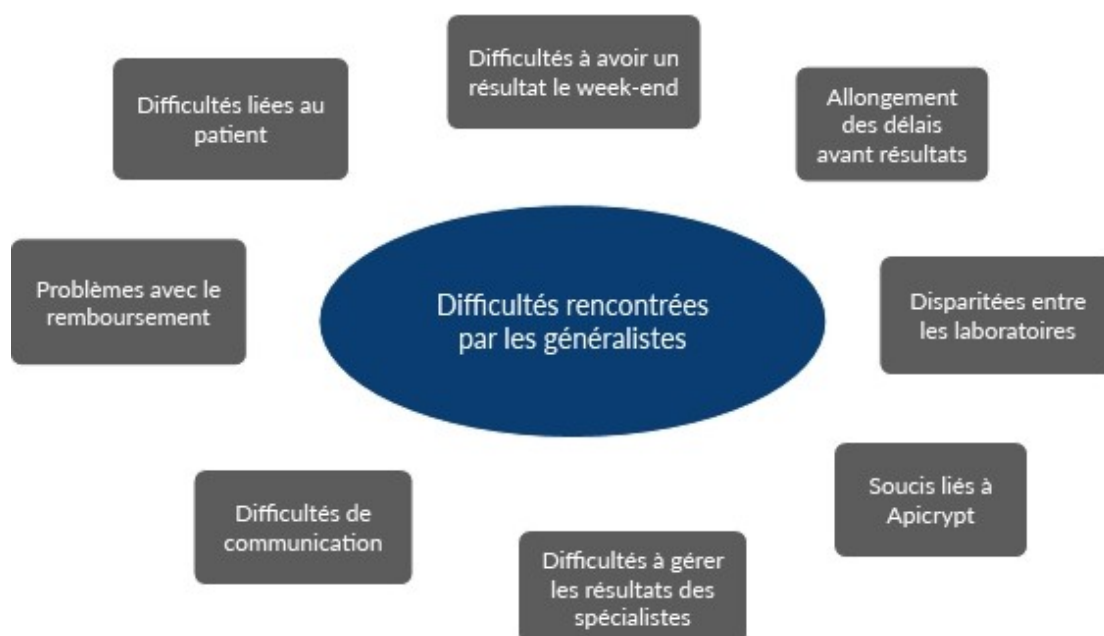 Difficultés à avoir un
résultat le week-end
Difficultés liées au
patient
Allongement
des délais
avant résultats
Problèmes avec le
remboursement
Difficultés rencontrées
par les généralistes
Disparitées entre
les laboratoires
Difficultés de
communication
Soucis liés à
Apicrypt
Difficultés à gérer
les résultats des
spécialistes